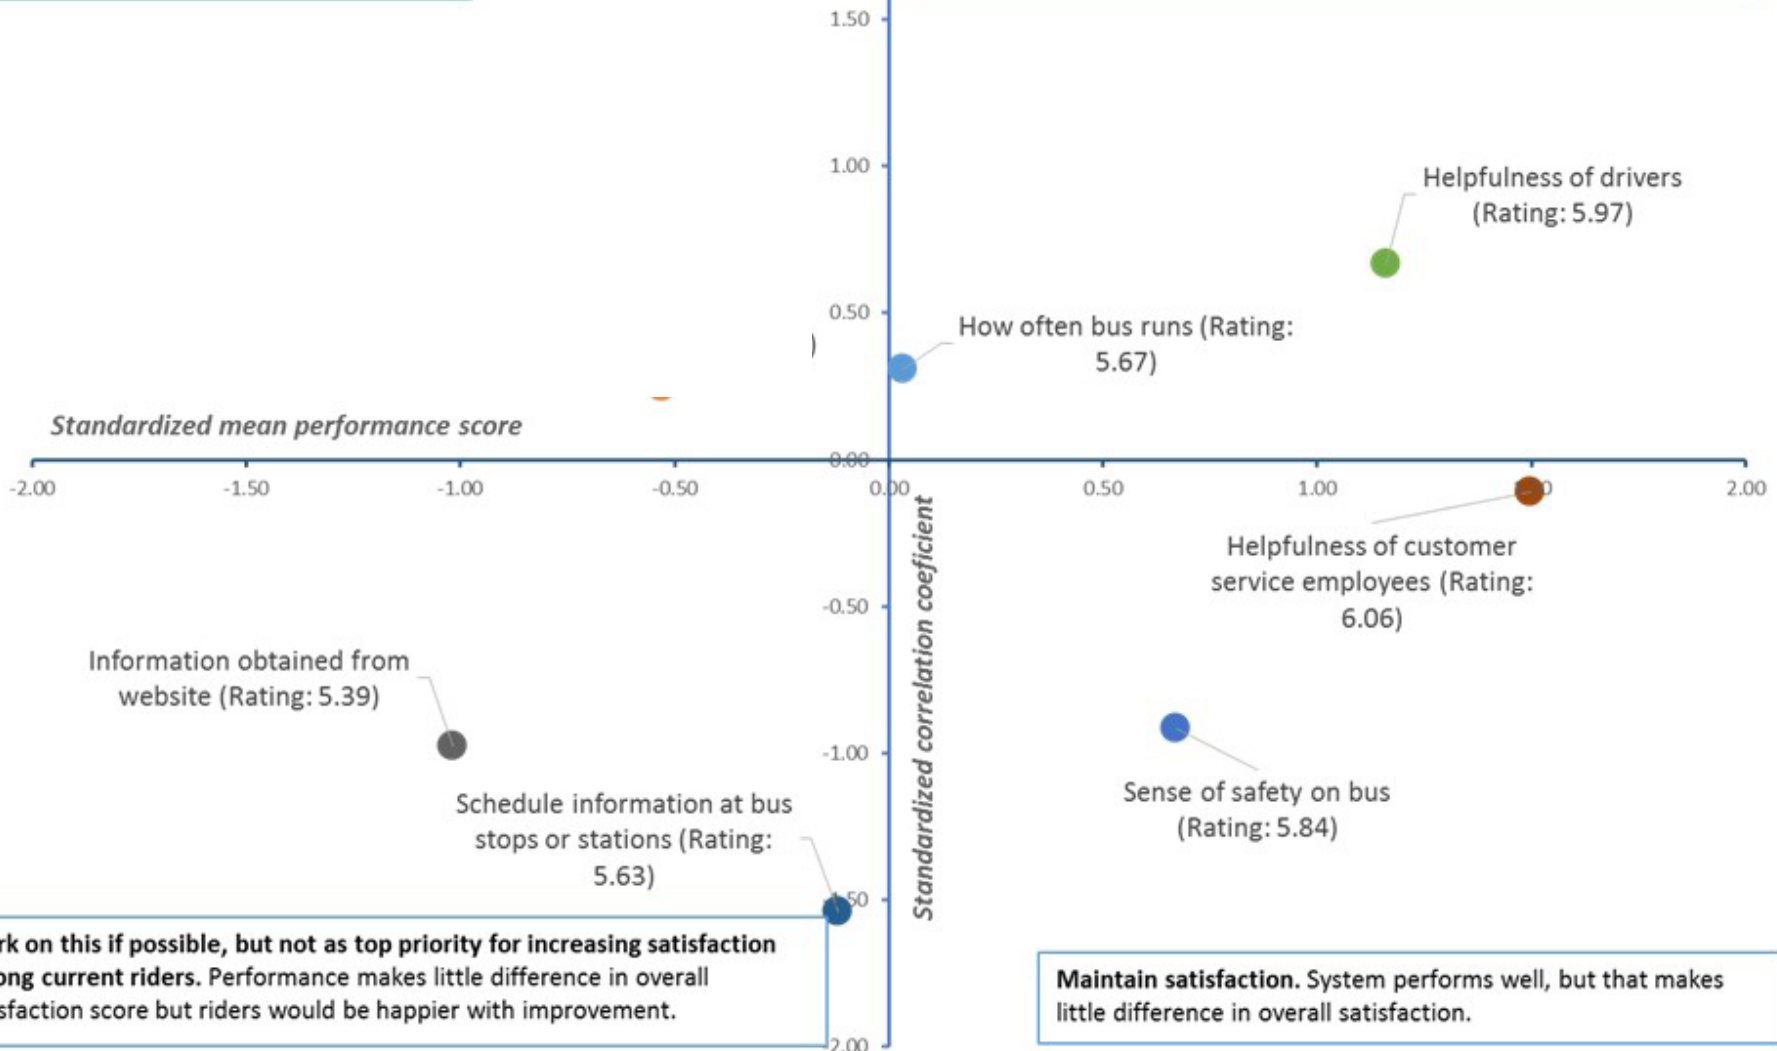 1.50
1.00
Helpfulness of drivers
(Rating: 5.97)
0.50
How often bus runs (Rating:
5.67)
)
Standardized mean performance score
0.00
-2.00 -1.50 -1.00 -0.50 0.00 0.50 1.00 2.00
Standardized correlation coeficient
Helpfulness of customer
service employees (Rating:
6.06)
-0.50
Information obtained from
website (Rating: 5.39)
-1.00
Sense of safety on bus
(Rating: 5.84)
Schedule information at bus
stops or stations (Rating:
5.63)
rk on this if possible, but not as top priority for increasing satisfaction
ong current riders. Performance makes little difference in overall
sfaction score but riders would be happier with improvement.
Maintain satisfaction. System performs well, but that makes
little difference in overall satisfaction.
2.00